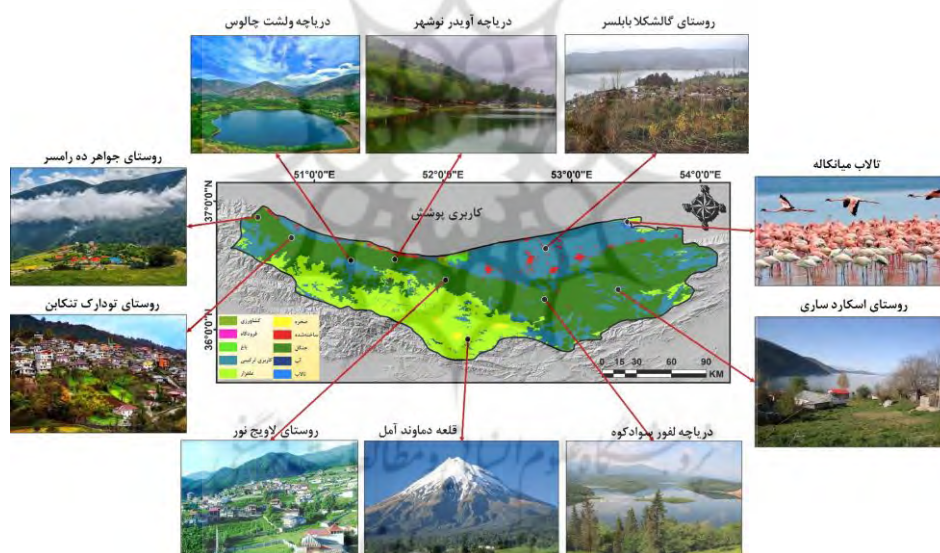 دریاچه ولشت چالوس
دریاچه آویدر نوشهر
روستای گالشکلا بابلسر
روستای جواهر ده رامسر
تالاب میانکاله
51°0'0"E
52°0'0"E
53°0'0"E
54°0'0"E
37°0'0"N
کاربری پوشش
روستای تودارک تنکابن
روستای اسکارد ساری
36°0'0"N
کشاورزی
صخره
فرودگاه
ساخته‌شده
باغ
جنگل
کاربری ترکیبی
آب
علفزار
تالاب
0 15 30 60 90
KM
روستای لاویج نور
قلعه دماوند آمل
دریاچه لفور سوادکوه